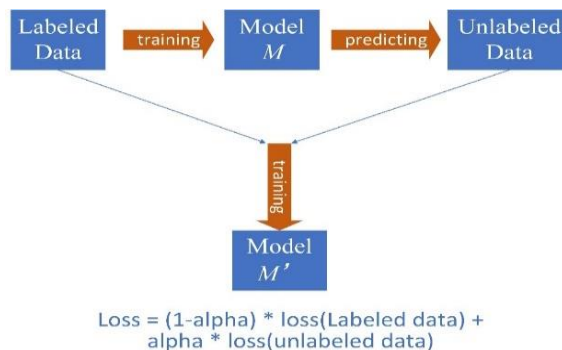 Labeled
Data
training
Model
M
predicting
Unlabeled
Data
training
Model
M'
Loss = (1-alpha) * loss(Labeled data) +
alpha * loss(unlabeled data)